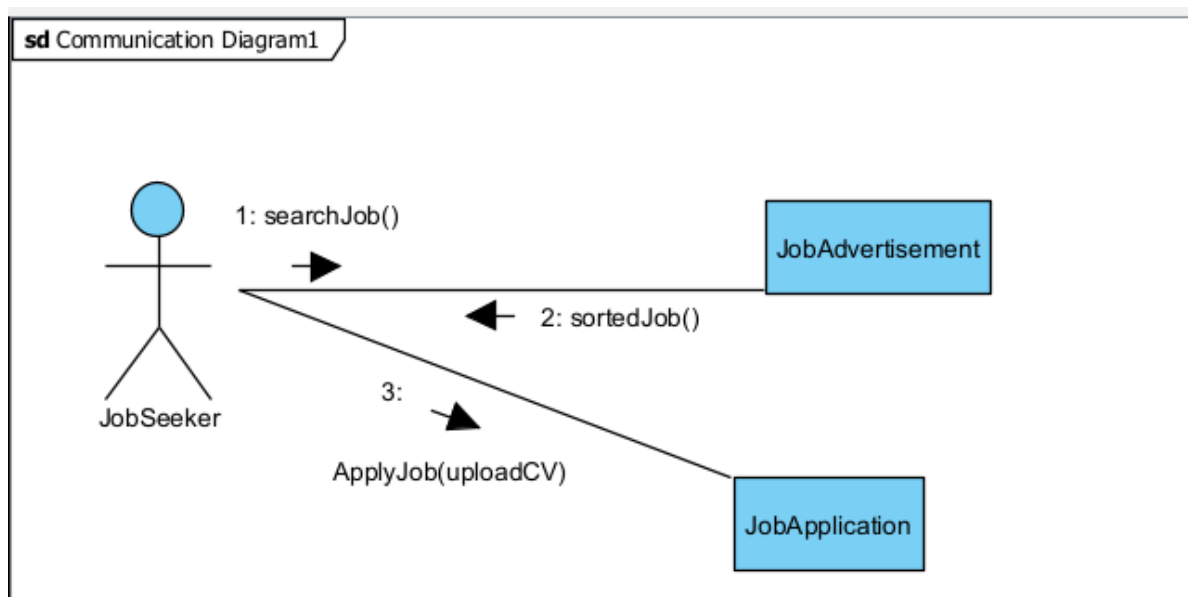 sd Communication Diagram1
1: searchJob()
JobAdvertisement
2: sortedJob()
3:
JobSeeker
ApplyJob(uploadCV)
JobApplication